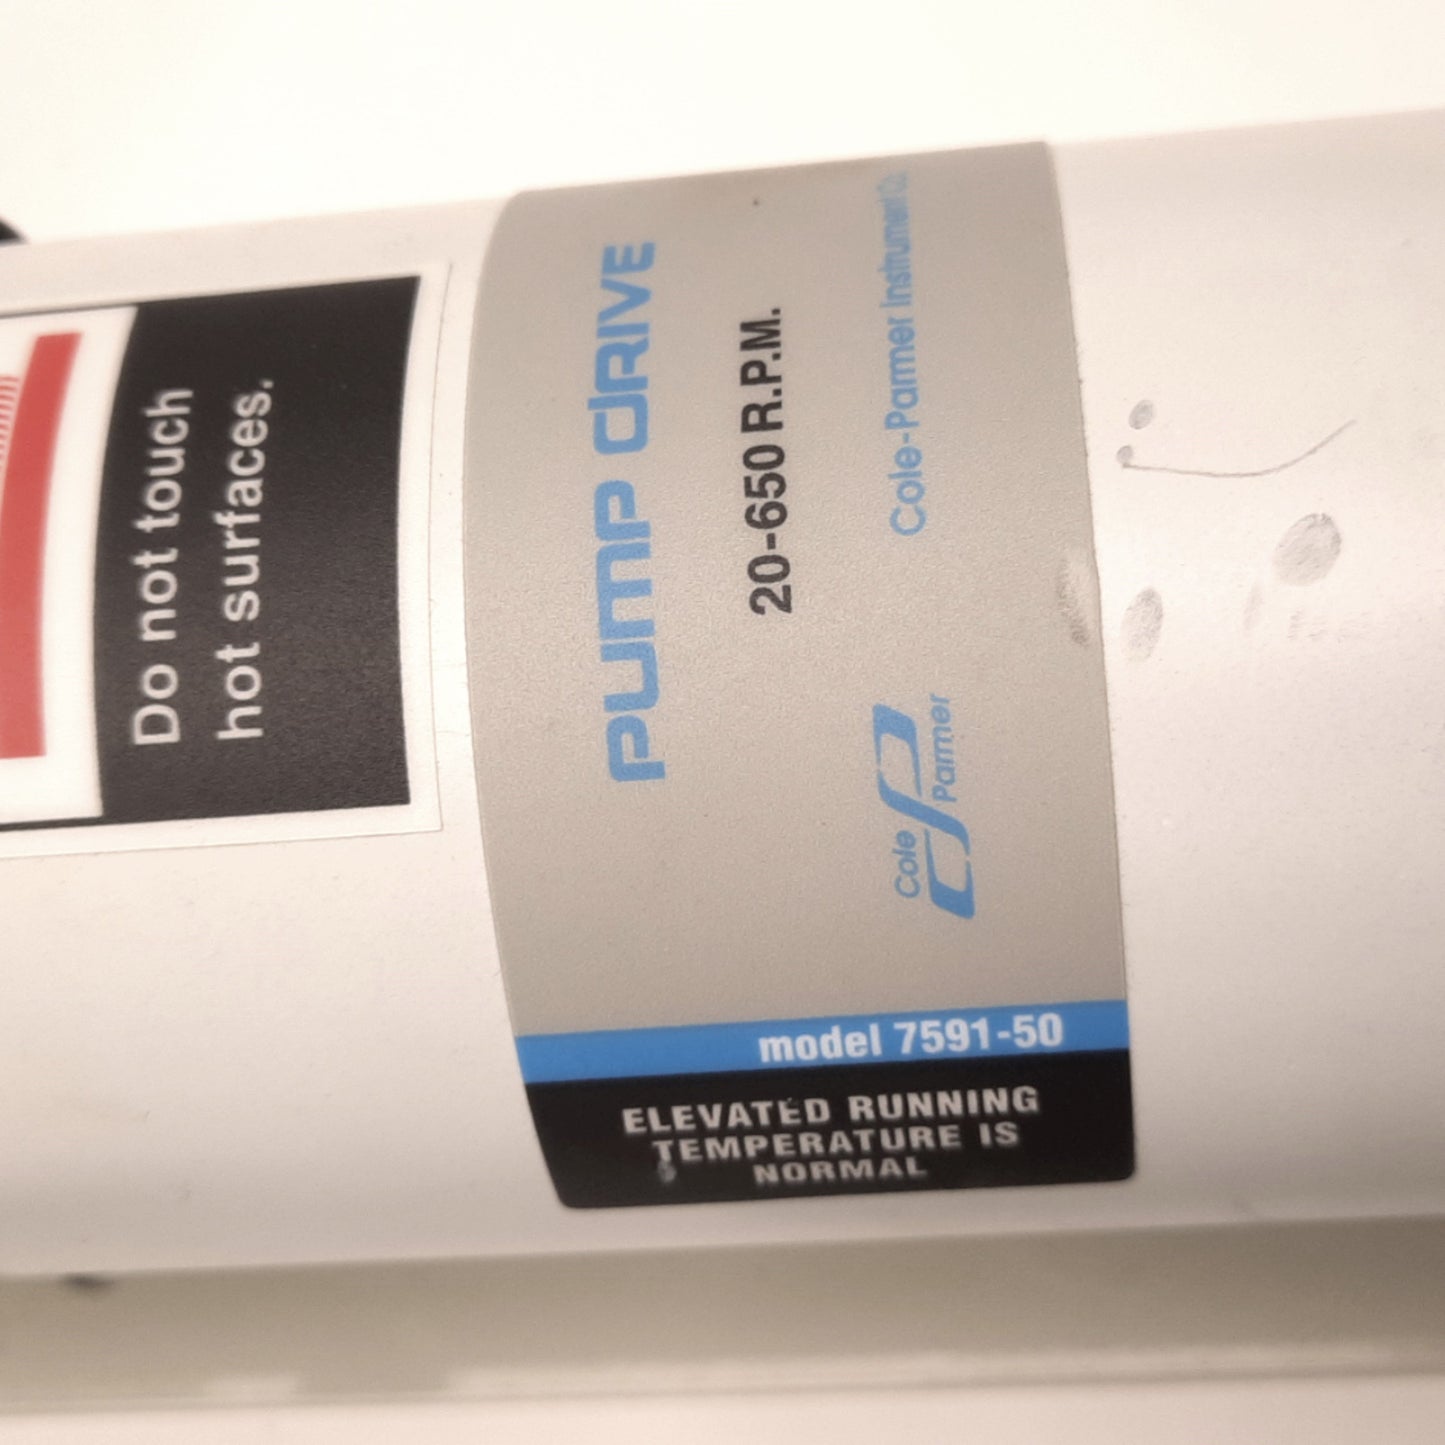 Do not touch
hot surfaces.
PUMP DRIVE
20-650 R.P.M.
Cole-Parmer Instrument Co.
Cole
Parmer
model 7591-50
ELEVATED RUNNING
TEMPERATURE IS
NORMAL